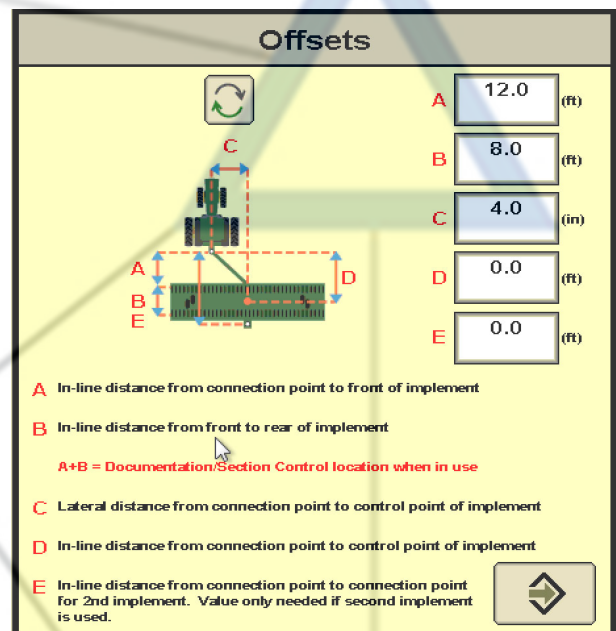 Offsets
A 12.0 (ft)
B 8.0 (ft)
C 4.0 (in)
D 0.0 (ft)
E 0.0 (ft)
C
A
D
B
E
A In-line distance from connection point to front of implement
B In-line distance from front to rear of implement
A+B = Documentation/Section Control location when in use
C Lateral distance from connection point to control point of implement
D In-line distance from connection point to control point of implement
E In-line distance from connection point to connection point
for 2nd implement. Value only needed if second implement
is used.